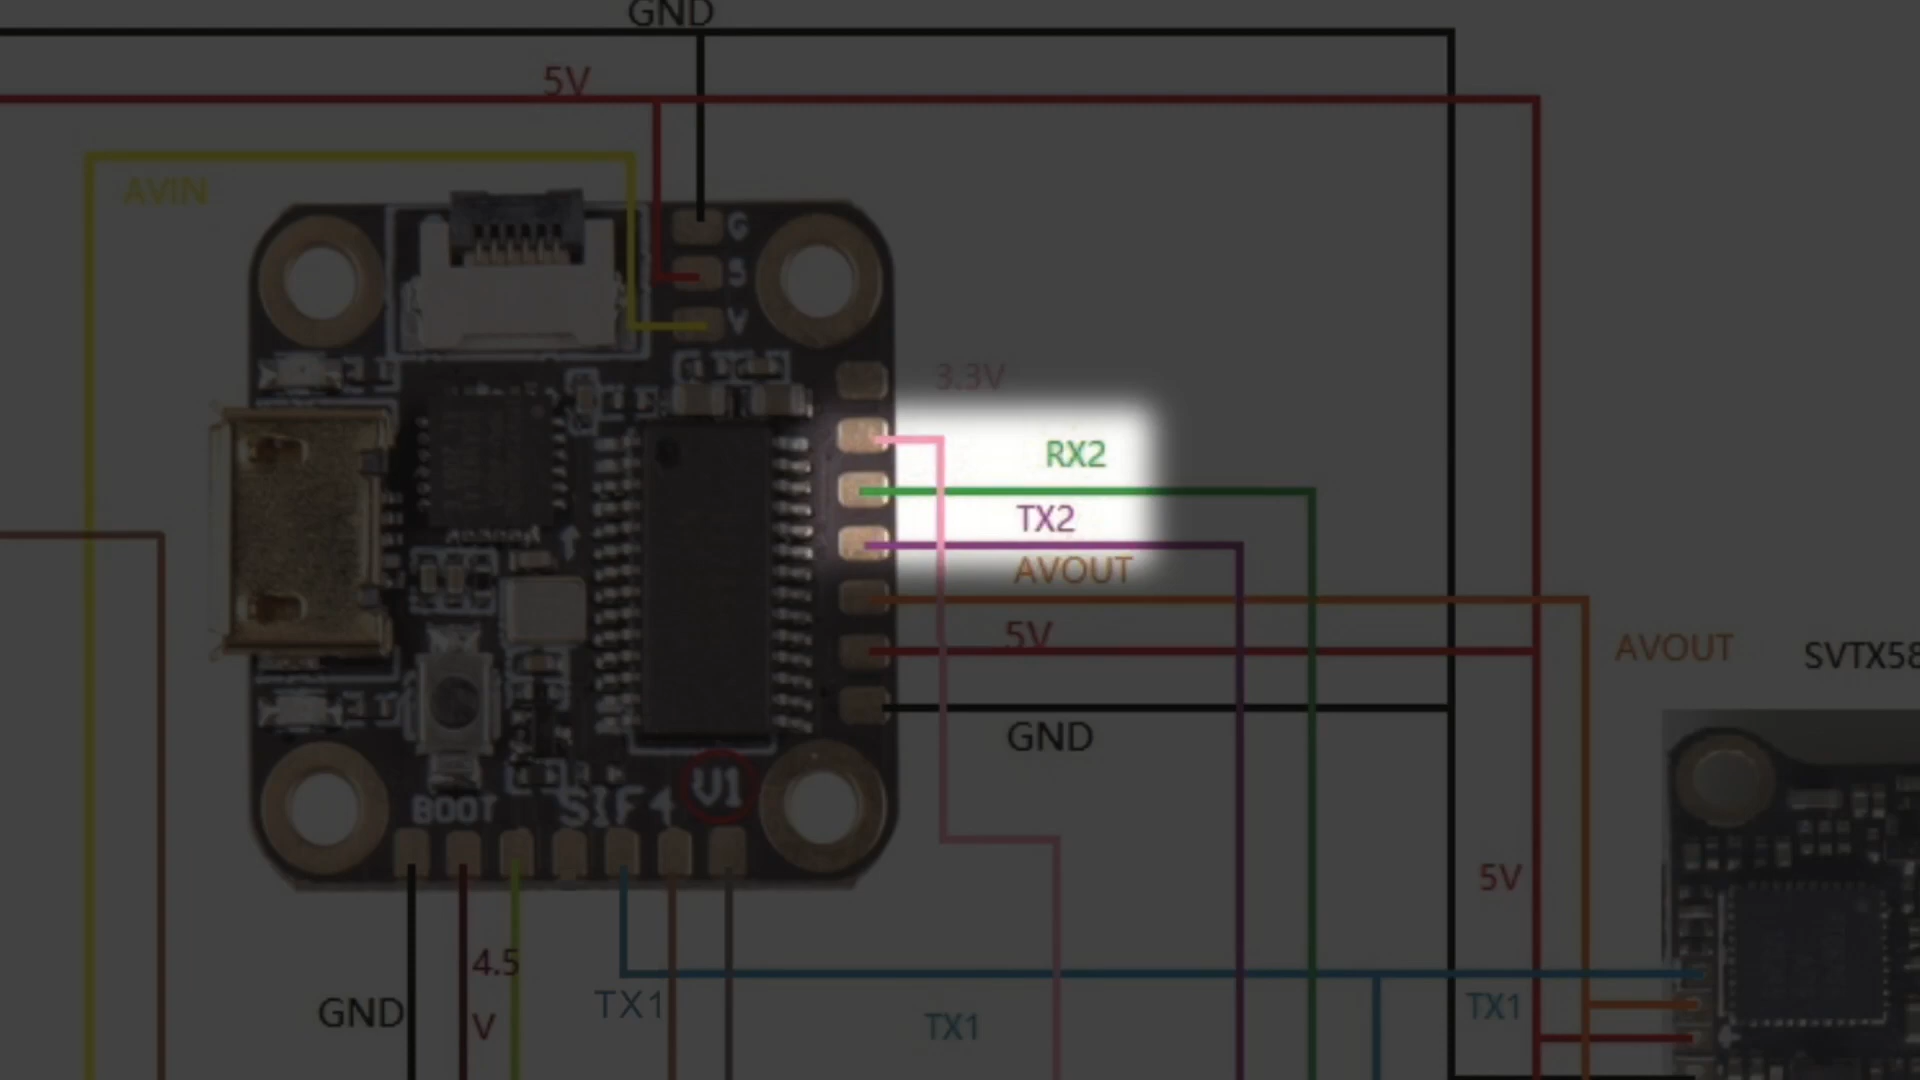 GND
5V
AVIN
G
5
V
3.3V
RX2
TX2
AVOUT
5V
AVOUT
SVTX58
GND
V1
BOOT
SIF4
5V
4.5
V
GND
TX1
TX1
TX1